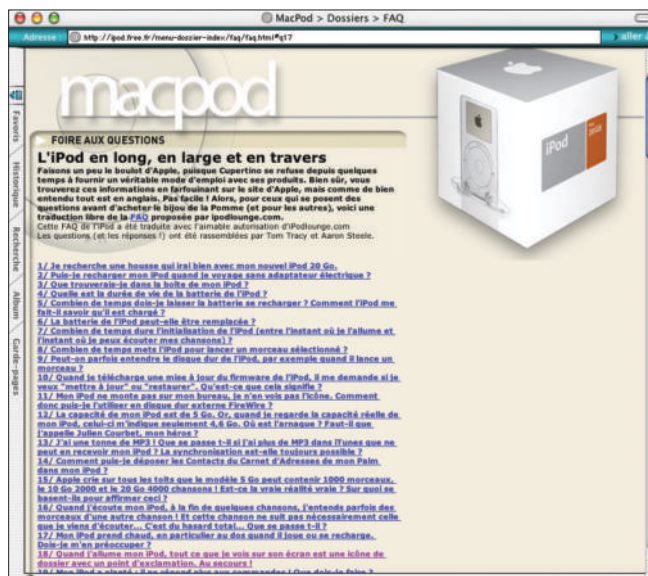 MacPod > Dossiers > FAQ
Adresse : http://ipod.free.fr/menu-dossier-index/faq/faq.html#q17 > aller à
Favoris
Historique
Recherche
Album
Garde-pages
macpod
FOIRE AUX QUESTIONS
L'iPod en long, en large et en travers
Faisons un peu le boulot d'Apple, puisque Cupertino se refuse depuis quelques
temps à fournir un véritable mode d'emploi avec ses produits. Bien sûr, vous
trouverez ces informations en farfouinant sur le site d'Apple, mais comme de bien
entendu tout est en anglais. Pas facile ! Alors, pour ceux qui se posent des
questions avant d'acheter le bijou de la Pomme (et pour les autres), voici une
traduction libre de la FAQ proposée par ipodlounge.com.
Cette FAQ de l'iPod a été traduite avec l'aimable autorisation d'iPodlounge.com
Les questions (et les réponses !) ont été rassemblées par Tom Tracy et Aaron Steele.
iPod
20GB
1/ Je recherche une housse qui irai bien avec mon nouvel iPod 20 Go.
2/ Puis-je recharger mon iPod quand je voyage sans adaptateur électrique ?
3/ Que trouverais-je dans la boîte de mon iPod ?
4/ Quelle est la durée de vie de la batterie de l'iPod ?
5/ Combien de temps dois-je laisser la batterie se recharger ? Comment l'iPod me
fait-il savoir qu'il est chargé ?
6/ La batterie de l'iPod peut-elle être remplacée ?
7/ Combien de temps dure l'initialisation de l'iPod (entre l'instant où je l'allume et
l'instant où je peux écouter mes chansons) ?
8/ Combien de temps mets l'iPod pour lancer un morceau sélectionné ?
9/ Peut-on parfois entendre le disque dur de l'iPod, par exemple quand il lance un
morceau ?
10/ Quand je télécharge une mise à jour du firmware de l'iPod, il me demande si je
veux "mettre à jour" ou "restaurer". Qu'est-ce que cela signifie ?
11/ Mon iPod ne monte pas sur mon bureau, je n'en vois pas l'icône. Comment
donc puis-je l'utiliser en disque dur externe FireWire ?
12/ La capacité de mon iPod est de 5 Go. Or, quand je regarde la capacité réelle de
mon iPod, celui-ci m'indique seulement 4,6 Go. Où est l'arnaque ? Faut-il que
j'appelle Julien Courbet, mon héros ?
13/ J'ai une tonne de MP3 ! Que se passe t-il si j'ai plus de MP3 dans iTunes que ne
peut en recevoir mon iPod ? La synchronisation est-elle toujours possible ?
14/ Comment puis-je déposer les Contacts du Carnet d'Adresses de mon Palm
dans mon iPod ?
15/ Apple crie sur tous les toits que le modèle 5 Go peut contenir 1000 morceaux,
le 10 Go 2000 et le 20 Go 4000 chansons ! Est-ce la vraie réalité vraie ? Sur quoi se
basent-ils pour affirmer ceci ?
16/ Quand j'écoute mon iPod, à la fin de quelques chansons, j'entends parfois des
morceaux d'une autre chanson ! Et cette chanson ne suit pas nécessairement celle
que je viens d'écouter... C'est du hasard total... Que se passe t-il ?
17/ Mon iPod prend chaud, en particulier au dos quand il joue ou se recharge.
Dois-je m'en préoccuper ?
18/ Quand j'allume mon iPod, tout ce que je vois sur son écran est une icône de
dossier avec un point d'exclamation. Au secours !
19/ Mon iPod a planté : il ne répond plus aux commandes ! Que dois-je faire ?